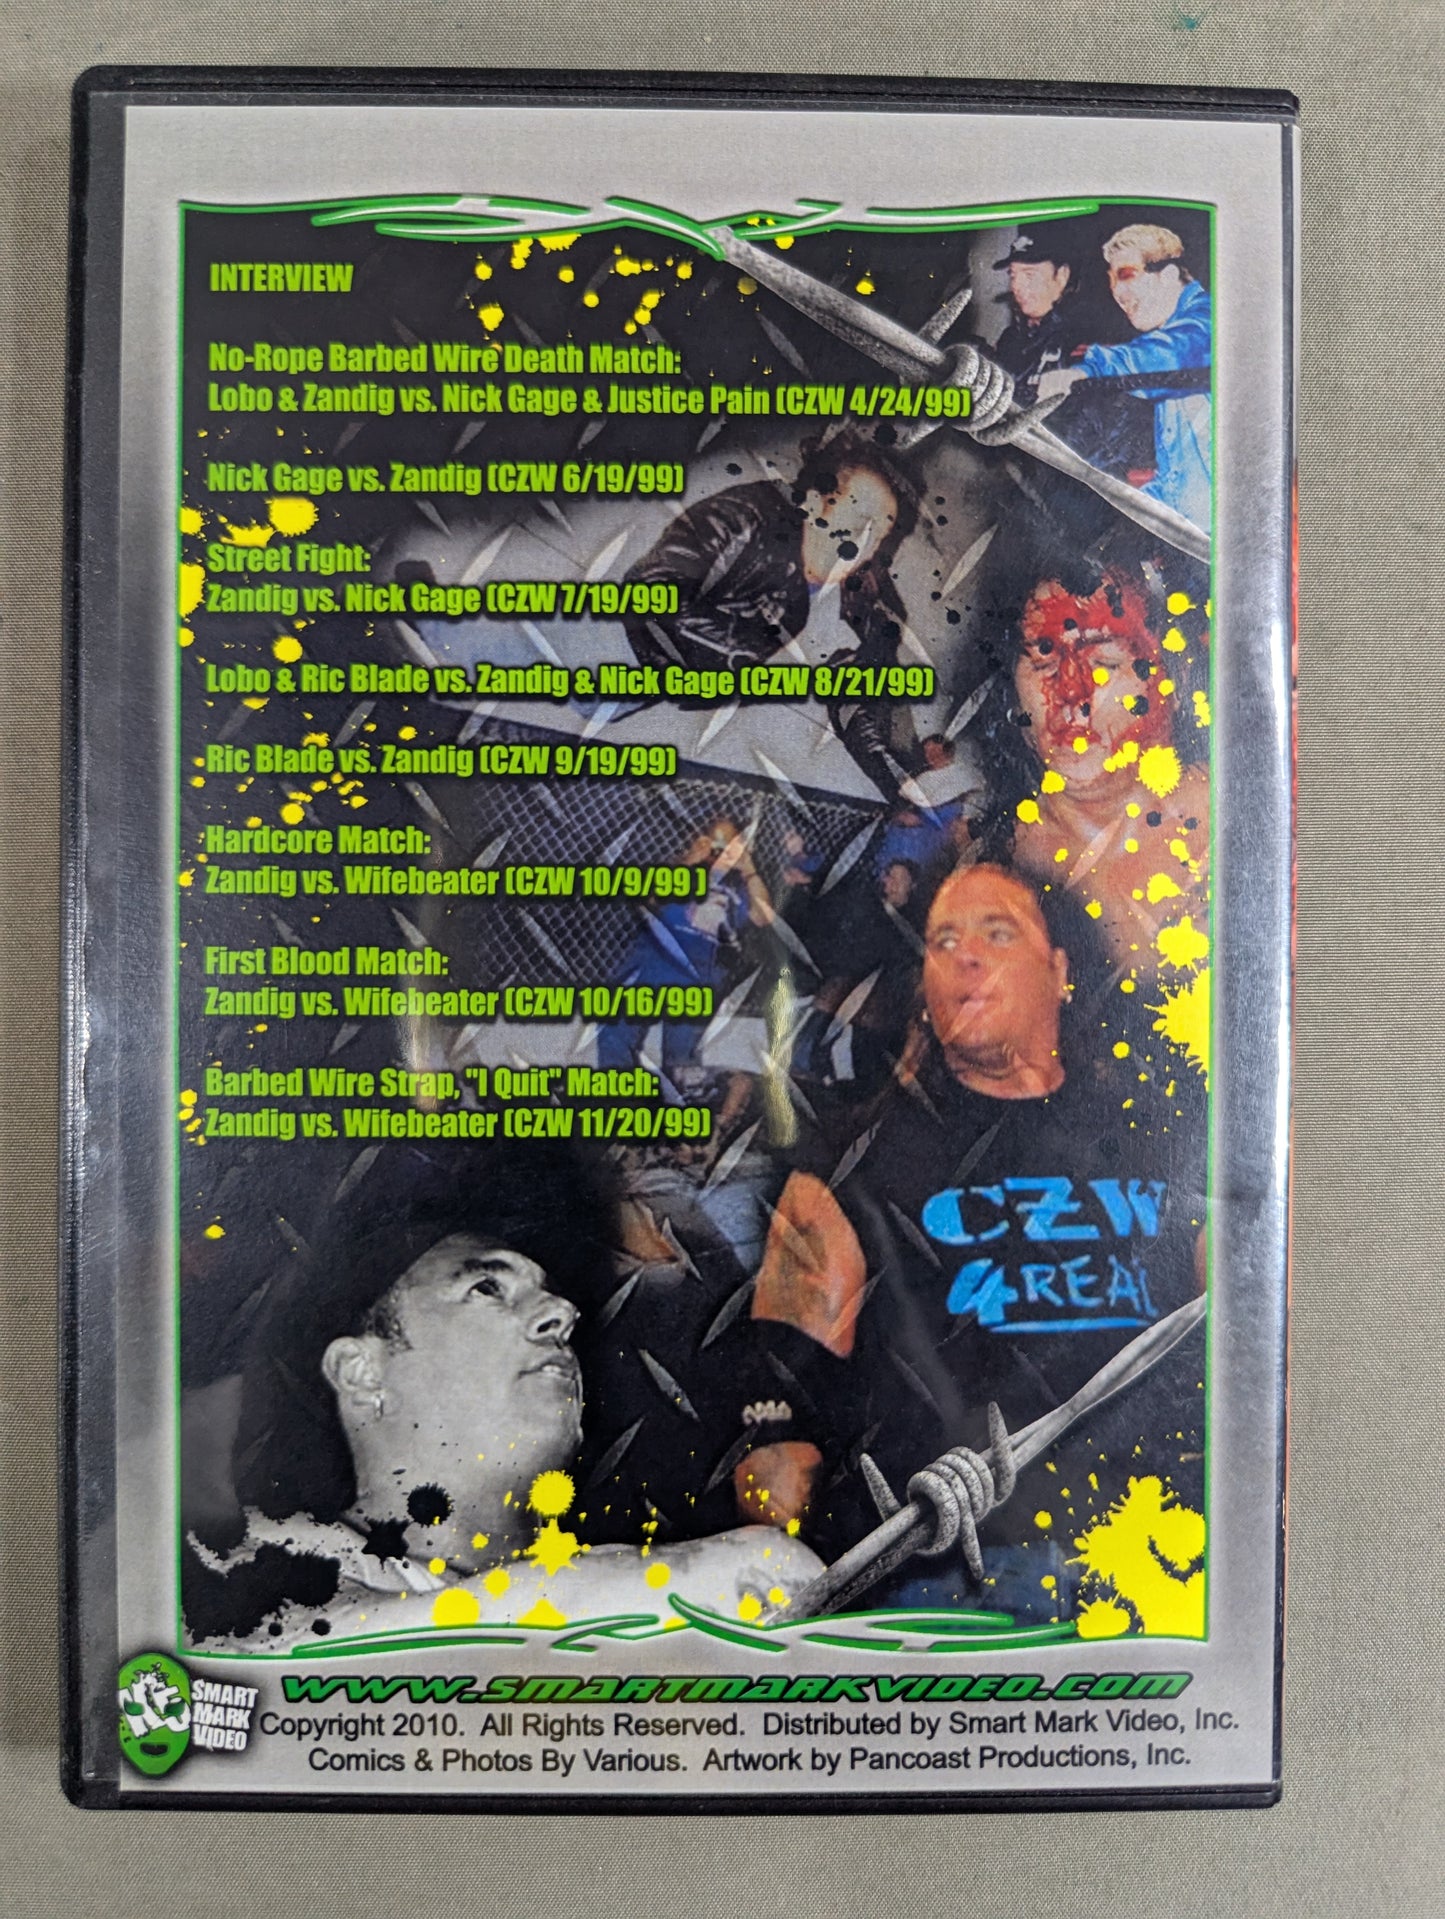 INTERVIEW
No-Rope Barbed Wire Death Match:
Lobo & Zandig vs. Nick Gage & Justice Pain (CZW 4/24/99)
Nick Gage vs. Zandig (CZW 6/19/99)
Street Fight:
Zandig vs. Nick Gage (CZW 7/19/99)
Lobo & Ric Blade vs. Zandig & Nick Gage (CZW 8/21/99)
Ric Blade vs. Zandig (CZW 9/19/99)
Hardcore Match:
Zandig vs. Wifebeater (CZW 10/9/99 )
First Blood Match:
Zandig vs. Wifebeater (CZW 10/16/99)
Barbed Wire Strap, "I Quit" Match:
Zandig vs. Wifebeater (CZW 11/20/99)
CZW
4REAL
www.smartmarkvideo.com
SMART
MARK
VIDEO
Copyright 2010. All Rights Reserved. Distributed by Smart Mark Video, Inc.
Comics & Photos By Various. Artwork by Pancoast Productions, Inc.